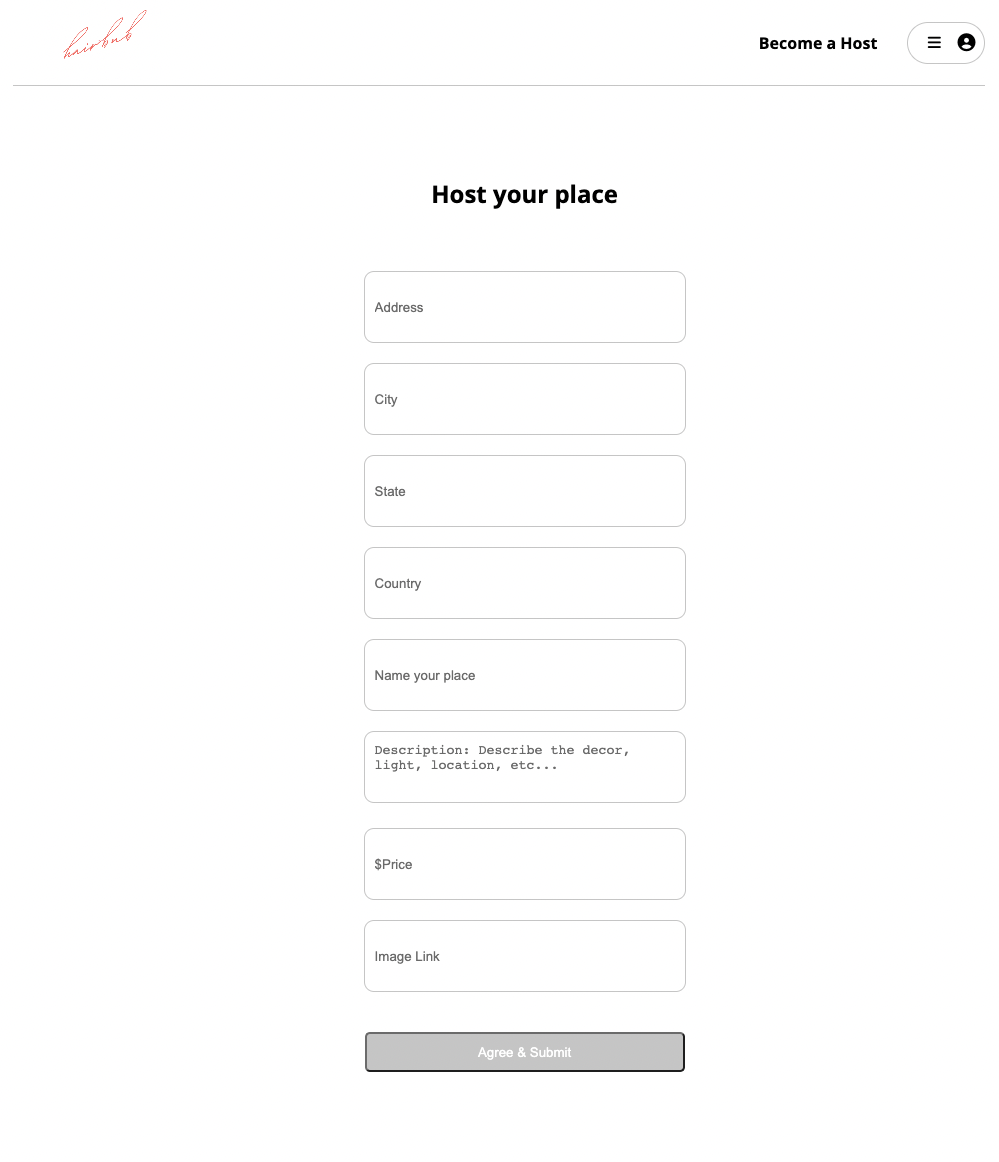 hairbnb
Become a Host
Host your place
Address
City
State
Country
Name your place
Description: Describe the decor,
light, location, etc...
$Price
Image Link
Agree & Submit